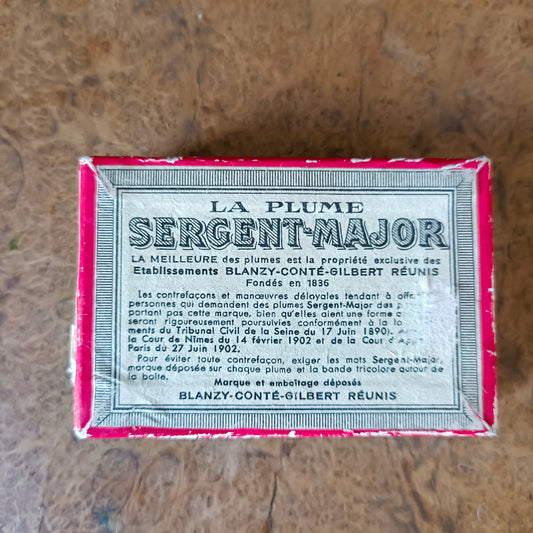 LA PLUME
SERGENT-MAJOR
LA MEILLEURE des plumes est la propriété exclusive des
Etablissements BLANZY-CONTÉ-GILBERT RÉUNIS
Fondés en 1836
Les contrefaçons et manœuvres déloyales tendant à
personnes qui demandent des plumes Sergent-Major des
portant pas cette marque, bien qu'elles aient une forme
seront rigoureusement poursuivies conformément à la
ments du Tribunal Civil de la Seine du 17 Juin 1890).
la Cour de Nîmes du 14 février 1902 et de la Cour
Paris du 27 Juin 1902.
Pour éviter toute contrefaçon, exiger les mots Sergent-Major,
marque déposée sur chaque plume et la bande tricolore autour de
la boîte.
Marque et emboîtage déposés
BLANZY-CONTÉ-GILBERT RÉUNIS